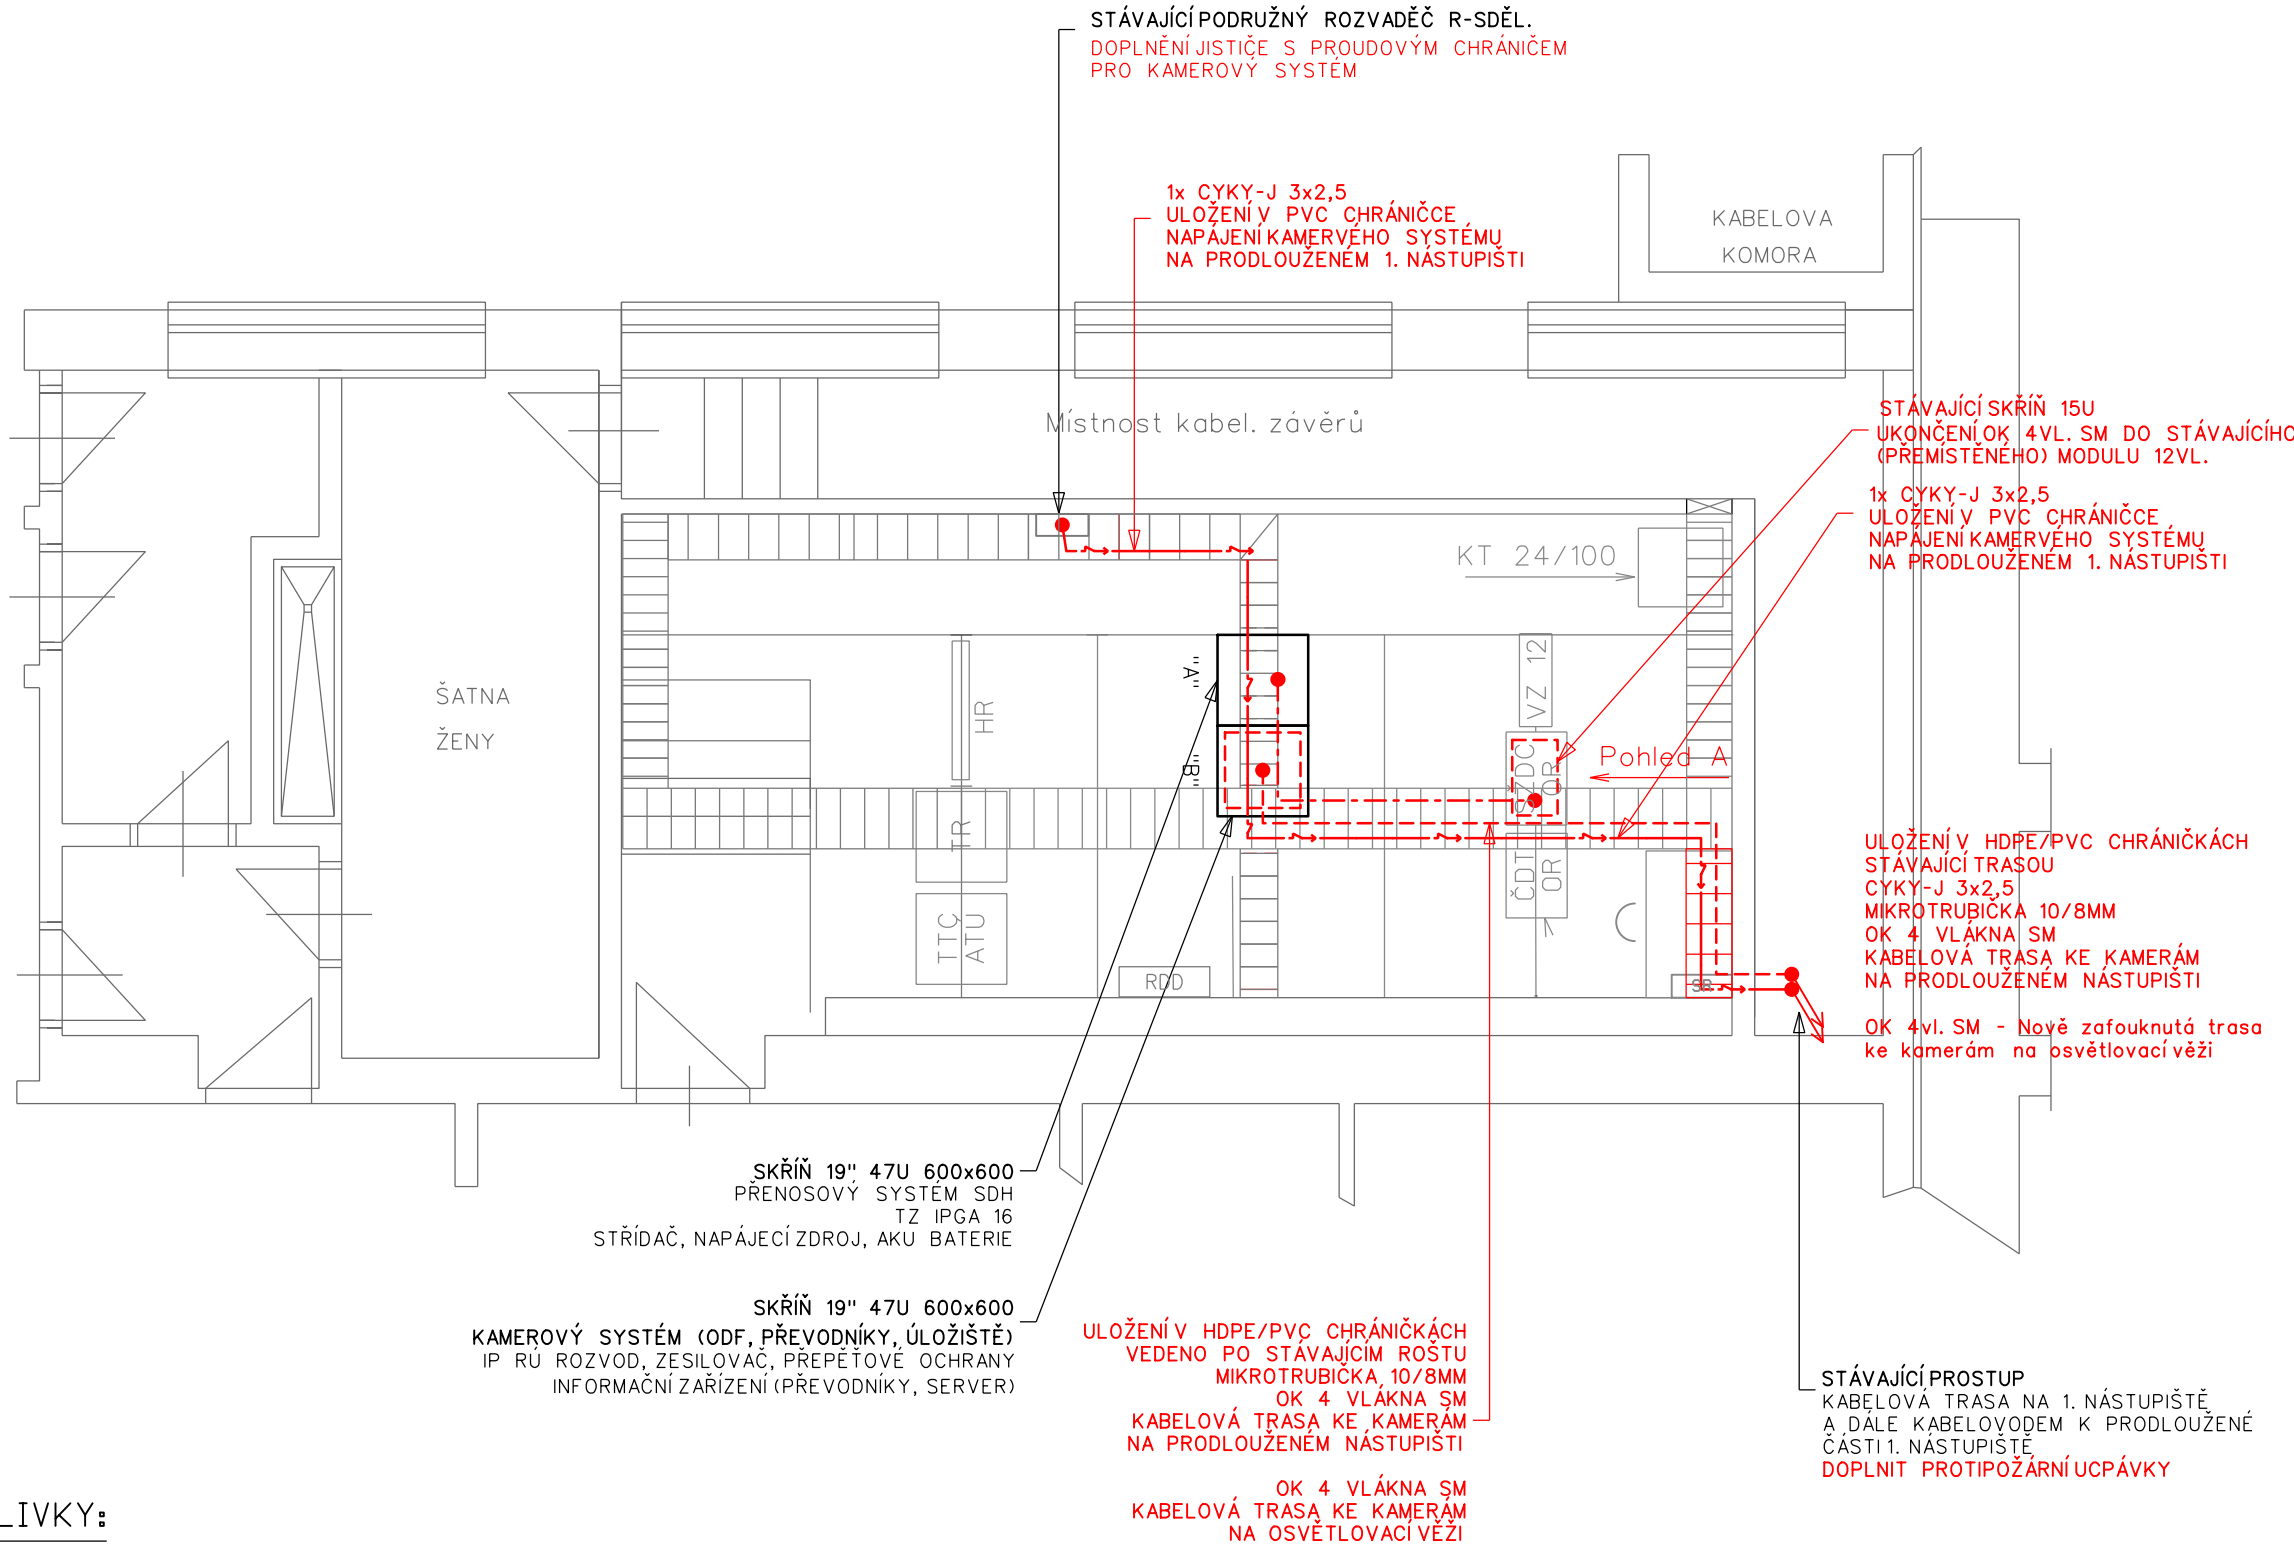 STÁVAJÍCÍ PODRUŽNÝ ROZVADĚČ R-SDĚL.
DOPLNĚNÍ JISTIČE S PROUDOVÝM CHRÁNIČEM
PRO KAMEROVÝ SYSTÉM
1x CYKY-J 3x2,5
ULOŽENÍ V PVC CHRÁNIČCE
NAPÁJENÍ KAMERVÉHO SYSTÉMU
NA PRODLOUŽENÉM 1. NÁSTUPIŠTI
KABELOVA
KOMORA
Místnost kabel. závěrů
STÁVAJÍCÍ SKŘÍŇ 15U
UKONČENÍ OK 4VL. SM DO STÁVAJÍCÍHO
(PŘEMÍSTĚNÉHO) MODULU 12VL.
1x CYKY-J 3x2,5
ULOŽENÍ V PVC CHRÁNIČCE
NAPÁJENÍ KAMERVÉHO SYSTÉMU
NA PRODLOUŽENÉM 1. NÁSTUPIŠTI
KT 24/100
ŠATNA
ŽENY
HR
"A"
"B"
VZ 12
SŽDC
OR
Pohled A
TR
TTC
ATÚ
ČDT
OR
RDD
SR
ULOŽENÍ V HDPE/PVC CHRÁNIČKÁCH
STÁVAJÍCÍ TRASOU
CYKY-J 3x2,5
MIKROTRUBIČKA 10/8MM
OK 4 VLÁKNA SM
KABELOVÁ TRASA KE KAMERÁM
NA PRODLOUŽENÉM NÁSTUPIŠTI
OK 4vl. SM - Nově zafouknutá trasa
ke kamerám na osvětlovací věži
SKŘÍŇ 19" 47U 600x600
PŘENOSOVÝ SYSTÉM SDH
TZ IPGA 16
STŘÍDAČ, NAPÁJECÍ ZDROJ, AKU BATERIE
SKŘÍŇ 19" 47U 600x600
KAMEROVÝ SYSTÉM (ODF, PŘEVODNÍKY, ÚLOŽIŠTĚ)
IP RÚ ROZVOD, ZESILOVAČ, PŘEPĚŤOVÉ OCHRANY
INFORMAČNÍ ZAŘÍZENÍ (PŘEVODNÍKY, SERVER)
ULOŽENÍ V HDPE/PVC CHRÁNIČKÁCH
VEDENO PO STÁVAJÍCÍM ROŠTU
MIKROTRUBIČKA 10/8MM
OK 4 VLÁKNA SM
KABELOVÁ TRASA KE KAMERÁM
NA PRODLOUŽENÉM NÁSTUPIŠTI
OK 4 VLÁKNA SM
KABELOVÁ TRASA KE KAMERÁM
NA OSVĚTLOVACÍ VĚŽI
STÁVAJÍCÍ PROSTUP
KABELOVÁ TRASA NA 1. NÁSTUPIŠTĚ
A DÁLE KABELOVODEM K PRODLOUŽENÉ
ČÁSTI 1. NÁSTUPIŠTĚ
DOPLNIT PROTIPOŽÁRNÍ UCPÁVKY
LIVKY: